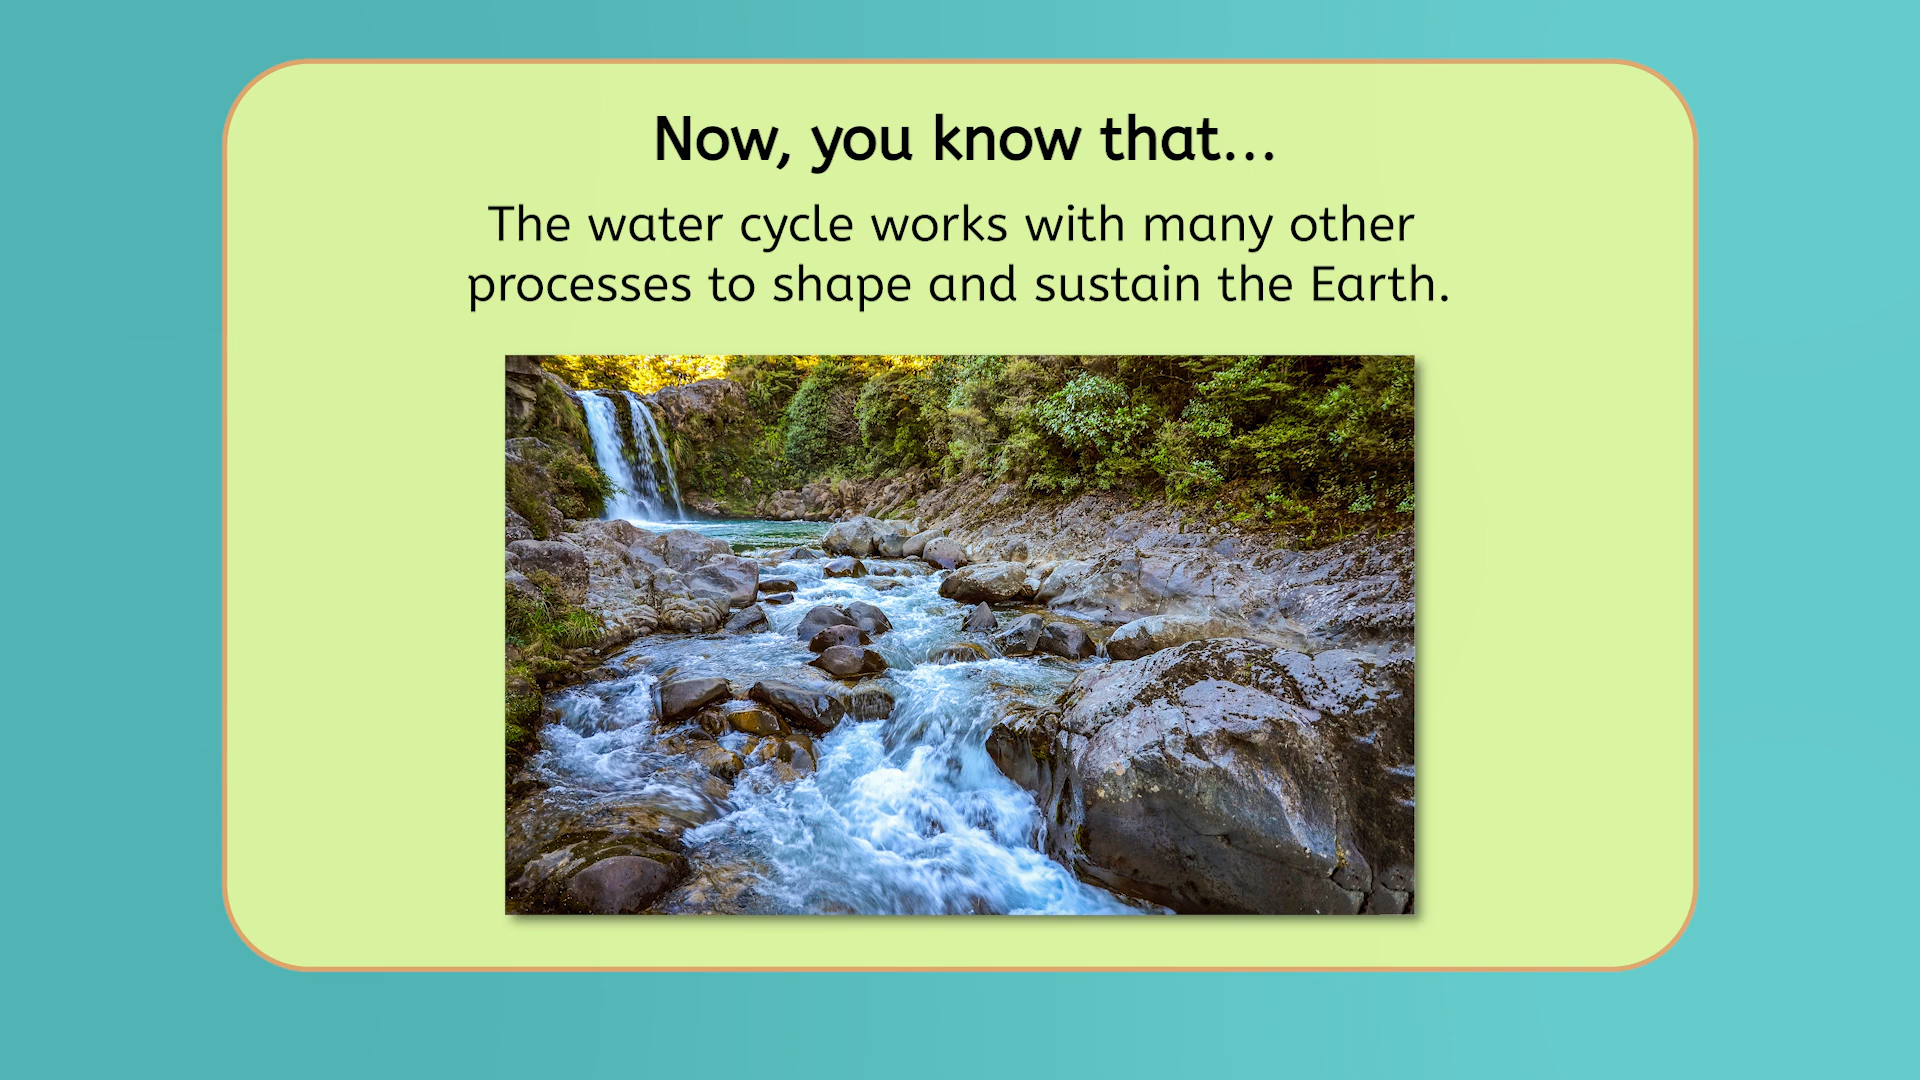 Now, you know that...
The water cycle works with many other
processes to shape and sustain the Earth.